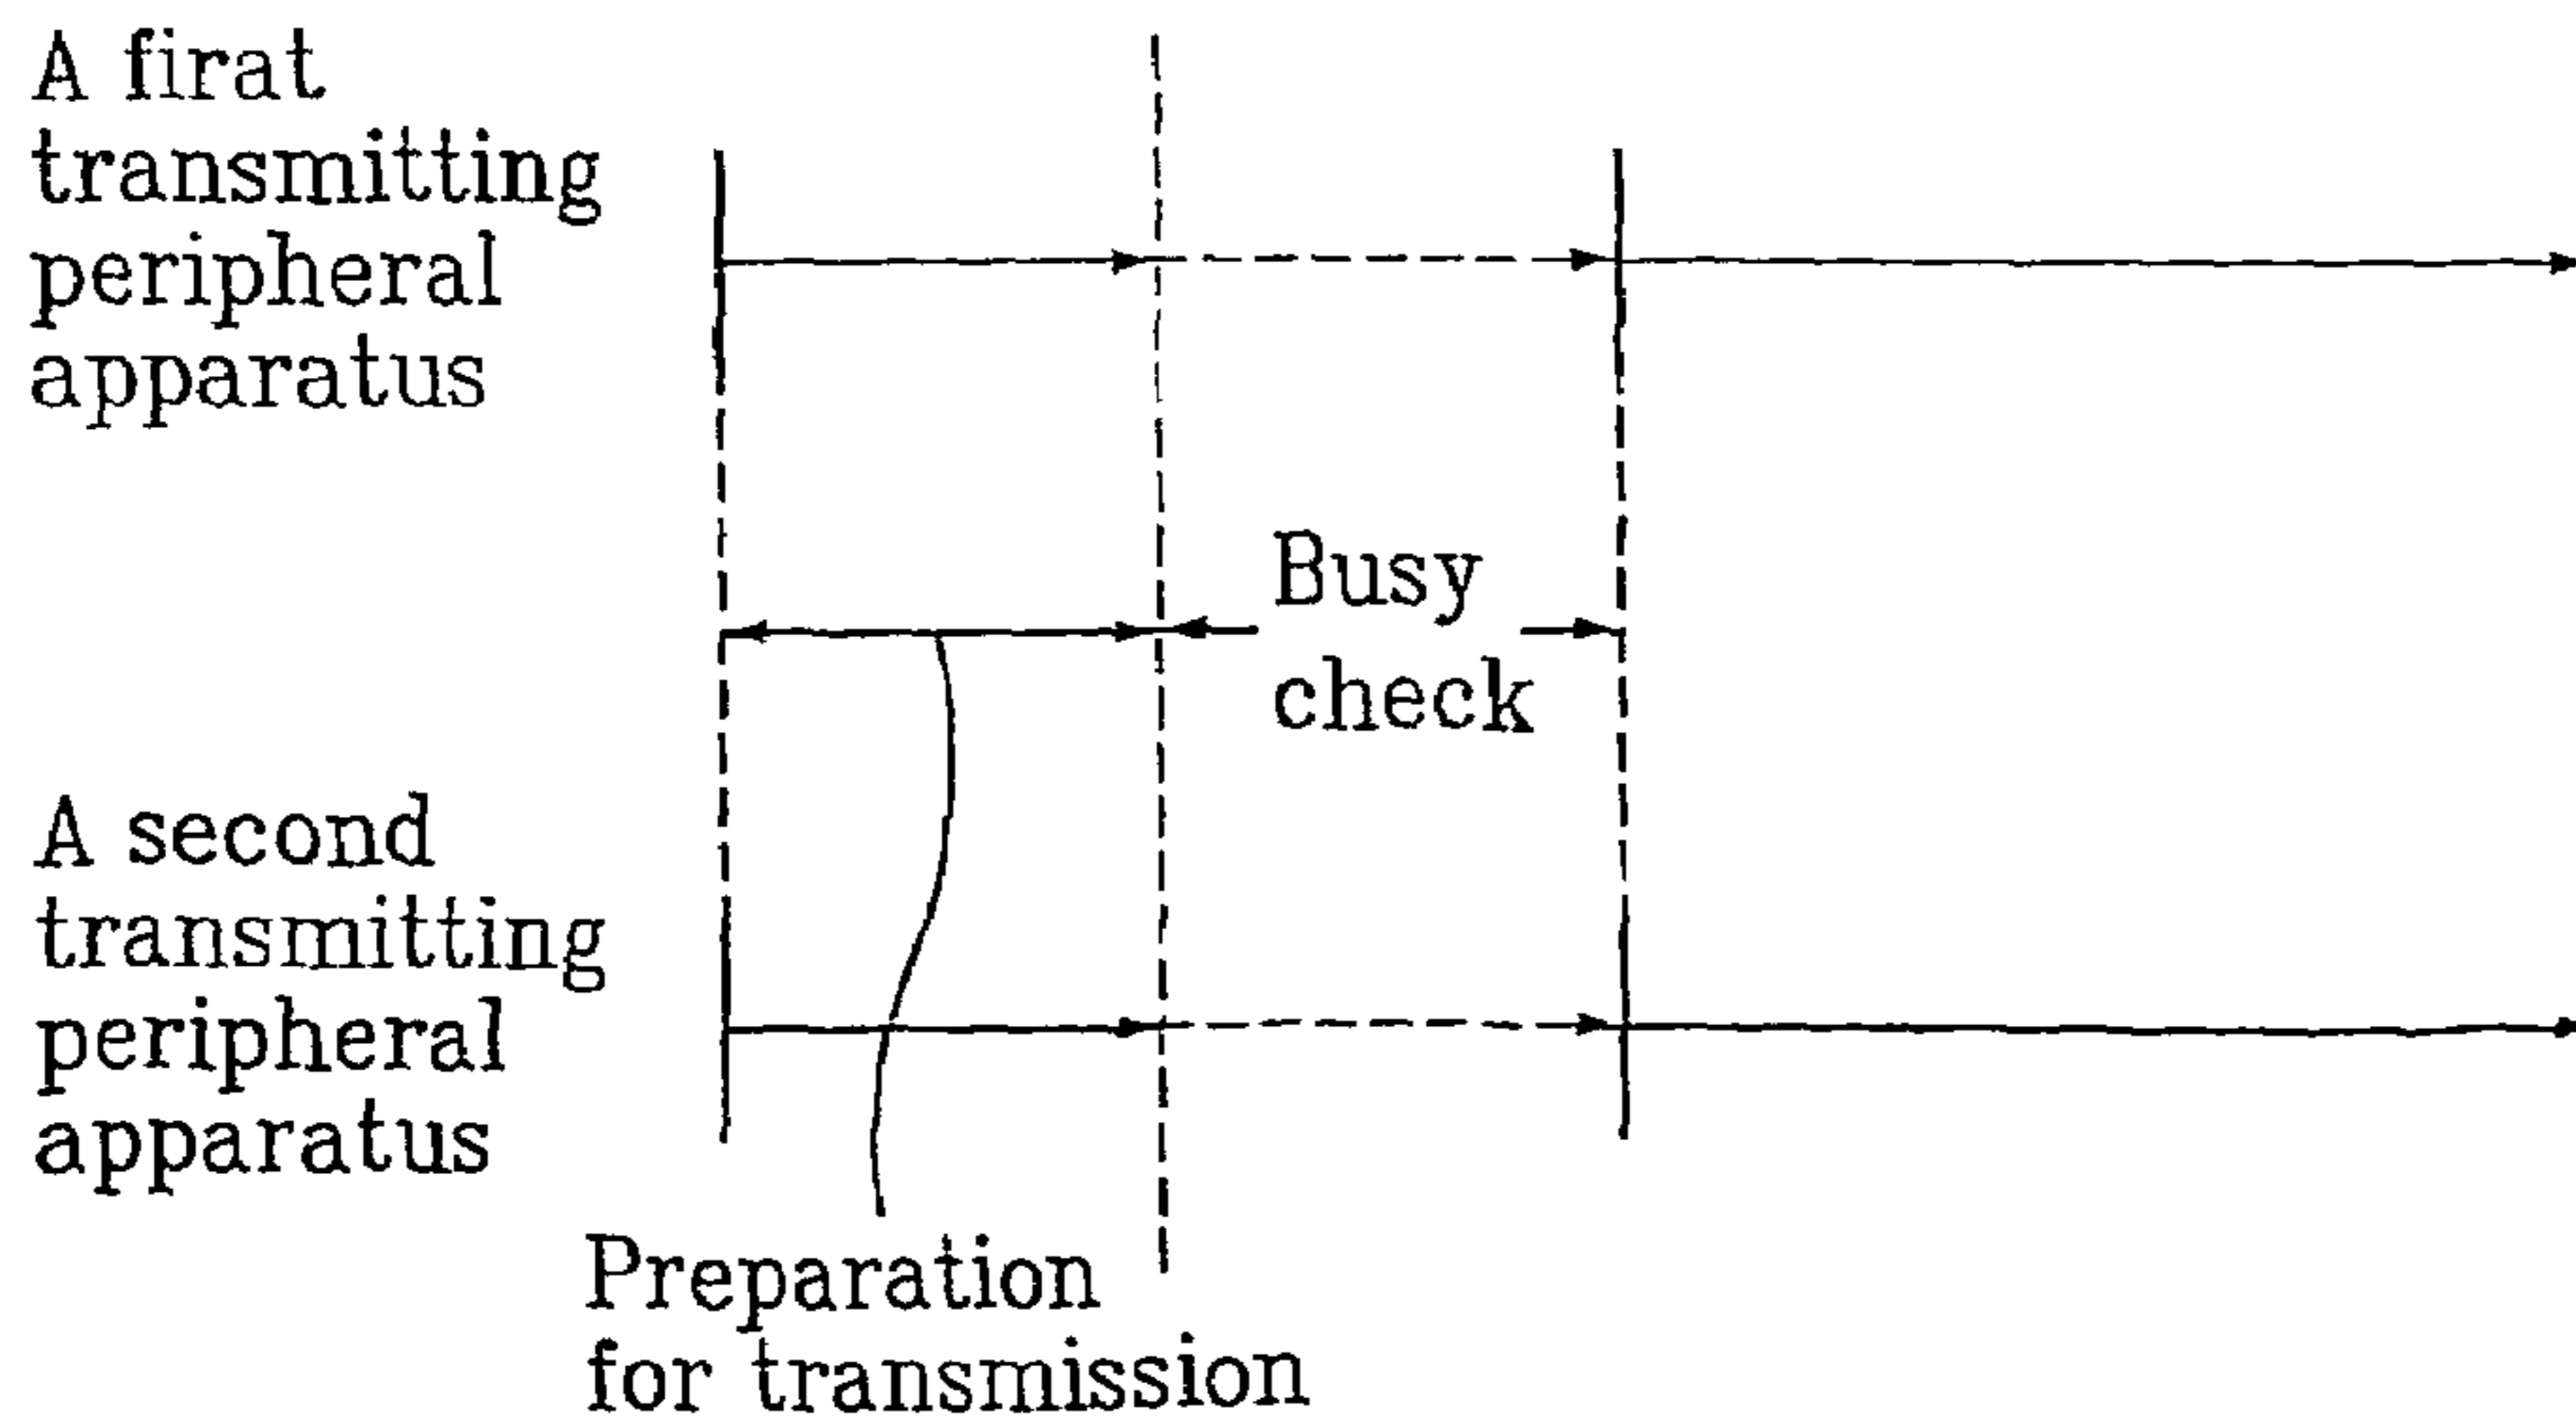 A firat
transmitting
peripheral
apparatus
Busy
check
A second
transmitting
peripheral
apparatus
Preparation
for transmission